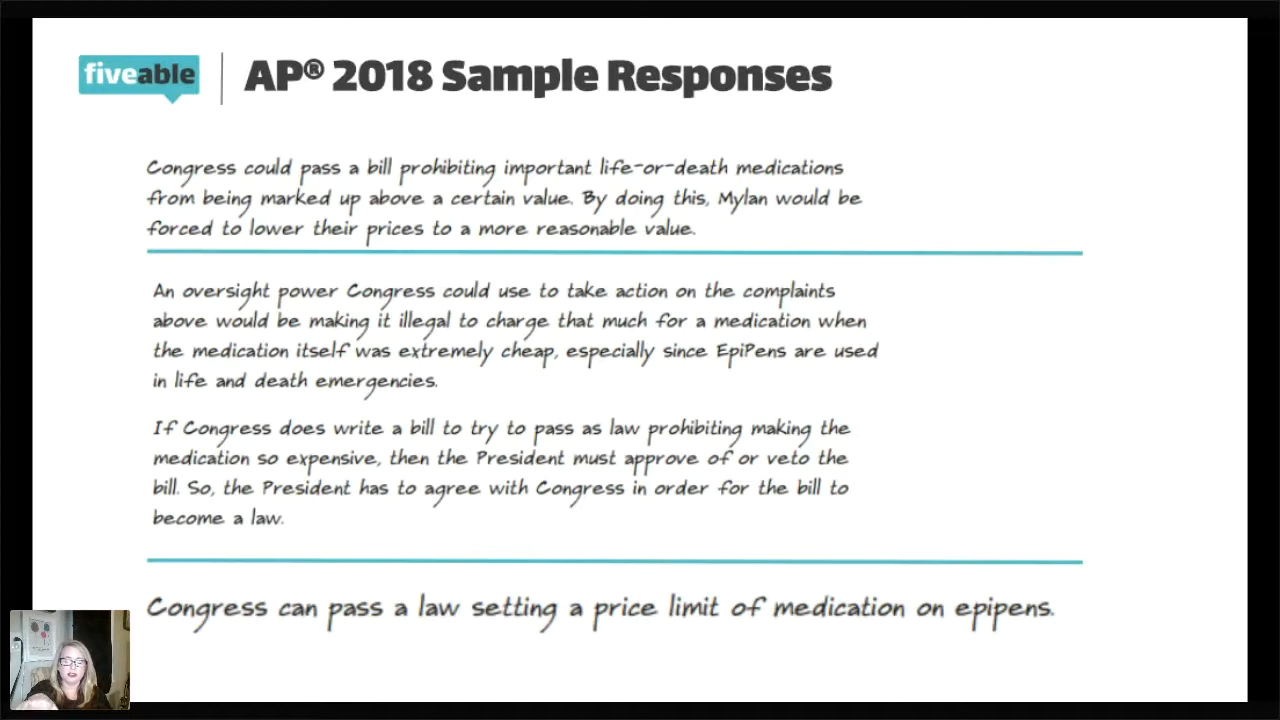 fiveable
AP® 2018 Sample Responses
Congress could pass a bill prohibiting important life-or-death medications
from being marked up above a certain value. By doing this, Mylan would be
forced to lower their prices to a more reasonable value.
An oversight power Congress could use to take action on the complaints
above would be making it illegal to charge that much for a medication when
the medication itself was extremely cheap, especially since EpiPens are used
in life and death emergencies.
If Congress does write a bill to try to pass as law prohibiting making the
medication so expensive, then the President must approve of or veto the
bill. So, the President has to agree with Congress in order for the bill to
become a law.
Congress can pass a law setting a price limit of medication on epipens.